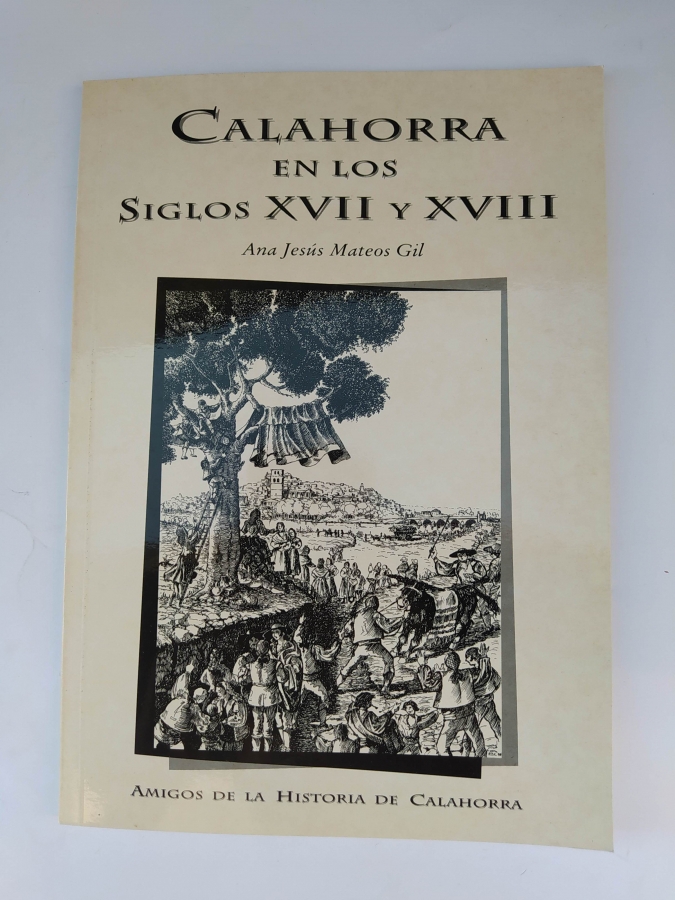 CALAHORRA
EN LOS
SIGLOS XVII Y XVIII
Ana Jesús Mateos Gil
AMIGOS DE LA HISTORIA DE CALAHORRA